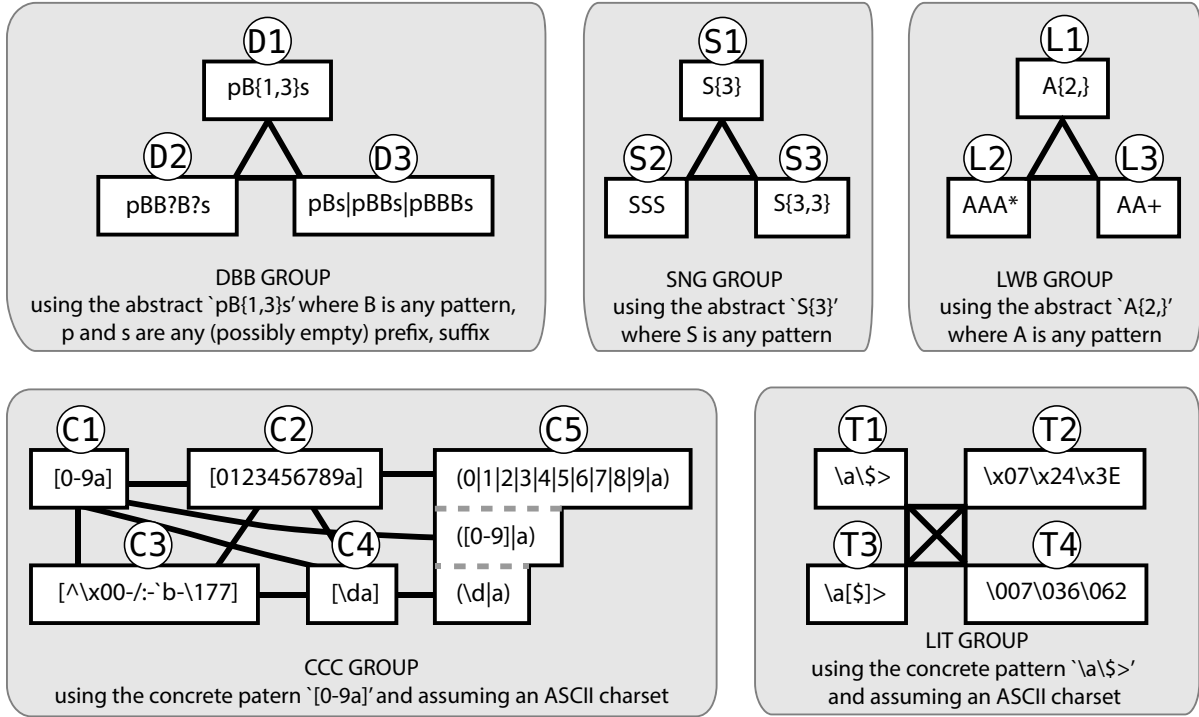 D1
pB{1,3}s
D2
D3
pBB?B?s
pBs|pBBs|pBBBs
DBB GROUP
using the abstract `pB{1,3}s' where B is any pattern,
p and s are any (possibly empty) prefix, suffix
S1
S{3}
S2
S3
SSS
S{3,3}
SNG GROUP
using the abstract `S{3}'
where S is any pattern
L1
A{2,}
L2
L3
AAA*
AA+
LWB GROUP
using the abstract `A{2,}'
where A is any pattern
C1
C2
C5
[0-9a]
[0123456789a]
(0|1|2|3|4|5|6|7|8|9|a)
C3
C4
([0-9]|a)
[^\x00-/:-`b-\177]
[\da]
(\d|a)
CCC GROUP
using the concrete patern `[0-9a]' and assuming an ASCII charset
T1
T2
\a\$>
\x07\x24\x3E
T3
T4
\a[$]>
\007\036\062
LIT GROUP
using the concrete pattern `\a\$>'
and assuming an ASCII charset